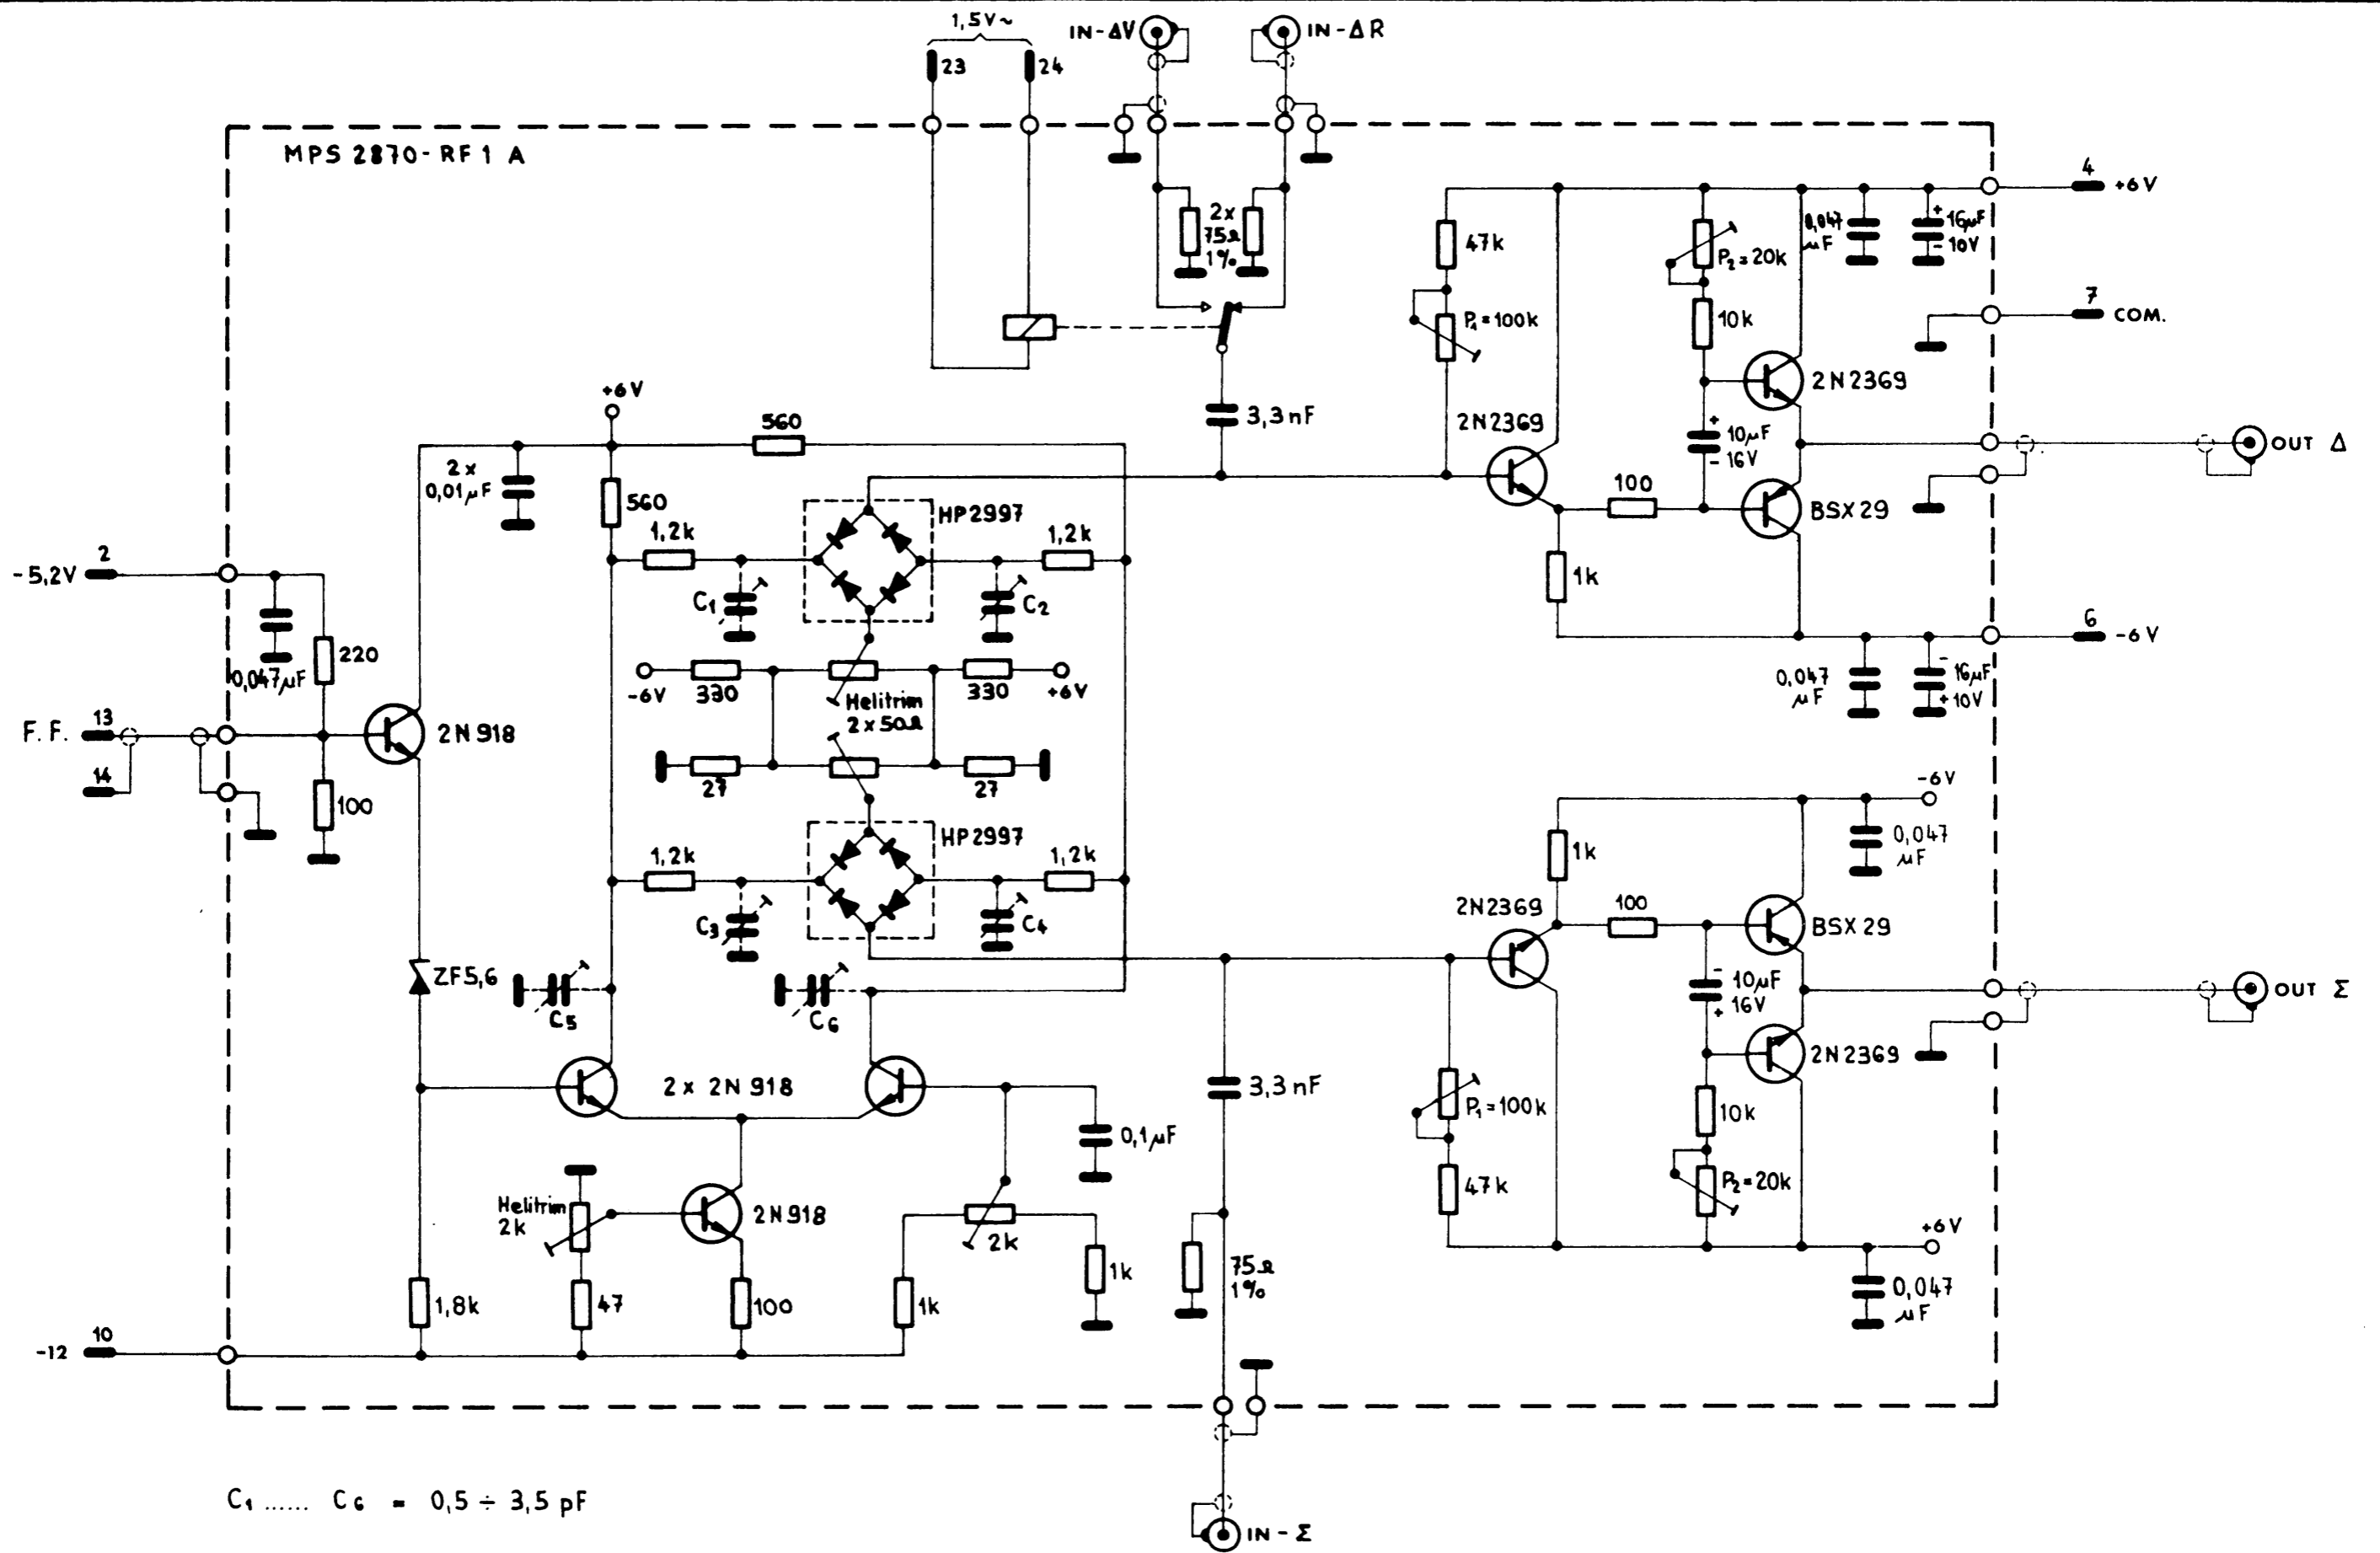 1,5V~
IN-ΔV
IN-ΔR
23
24
MPS 2870-RF 1 A
2x
75Ω
1%
4
+6V
47k
P₂=20k
0,047
μF
+
16μF
-
10V
P₁=100k
10k
7
COM.
2N2369
+6V
560
3,3nF
2N2369
+
10μF
-
16V
OUT Δ
2x
0,01μF
560
HP2997
100
BSX29
1,2k
1,2k
-5,2V
2
C₁
C₂
1k
6
-6V
220
0,047μF
-6V
330
330
+6V
Helitrim
2x50Ω
0,047
μF
-
16μF
+
10V
F.F.
13
14
2N918
27
27
100
-6V
HP2997
1,2k
1,2k
1k
0,047
μF
C₃
C₄
2N2369
100
BSX29
ZF5,6
C₅
C₆
-
10μF
16V
+
OUT Σ
2 x 2N918
3,3nF
2N2369
P₁=100k
10k
0,1μF
Helitrim
2k
2N918
2k
47k
P₂=20k
+6V
1,8k
47
100
1k
1k
75Ω
1%
0,047
μF
-12
10
C₁ ...... C₆ = 0,5 ÷ 3,5 pF
IN-Σ